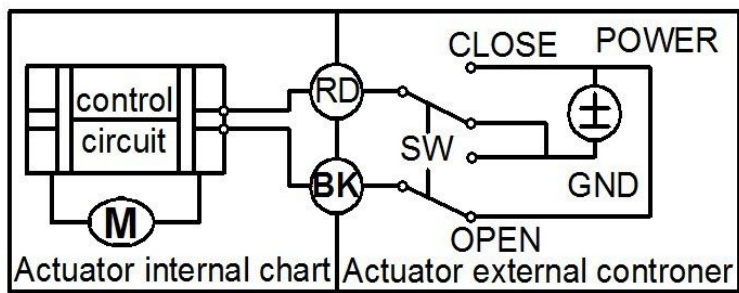 CLOSE POWER
RD
control
circuit
±
SW
BK
GND
M
OPEN
Actuator internal chart
Actuator external controner